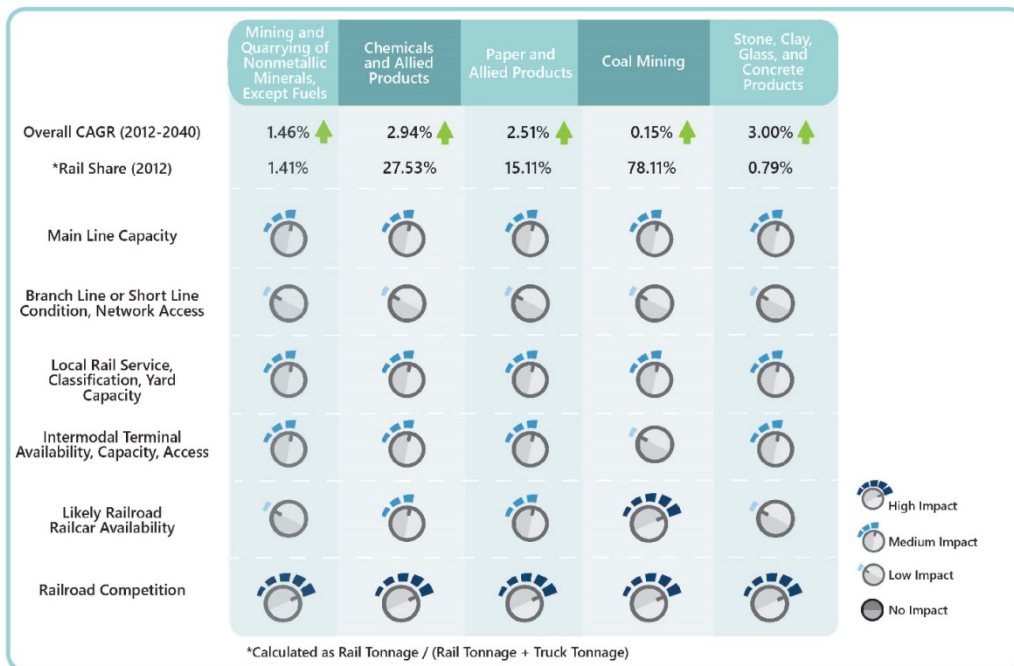 Mining and
Quarrying of
Nonmetallic
Minerals,
Except Fuels
Chemicals
and Allied
Products
Paper and
Allied Products
Coal Mining
Stone, Clay,
Glass, and
Concrete
Products
Overall CAGR (2012-2040)
1.46%
2.94%
2.51%
0.15%
3.00%
*Rail Share (2012)
1.41%
27.53%
15.11%
78.11%
0.79%
Main Line Capacity
Branch Line or Short Line
Condition, Network Access
Local Rail Service,
Classification, Yard
Capacity
Intermodal Terminal
Availability, Capacity, Access
Likely Railroad
Railcar Availability
Railroad Competition
High Impact
Medium Impact
Low Impact
No Impact
*Calculated as Rail Tonnage / (Rail Tonnage + Truck Tonnage)